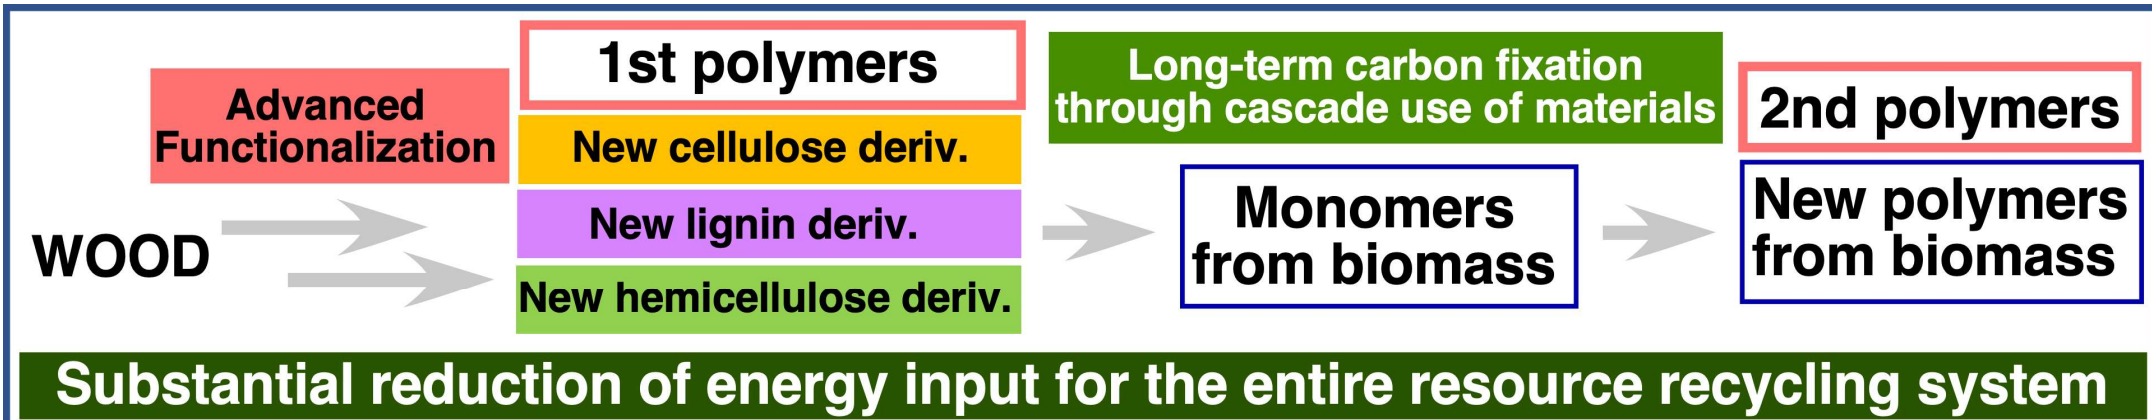 WOOD
Advanced
Functionalization
1st polymers
New cellulose deriv.
New lignin deriv.
New hemicellulose deriv.
Long-term carbon fixation
through cascade use of materials
Monomers
from biomass
2nd polymers
New polymers
from biomass
Substantial reduction of energy input for the entire resource recycling system